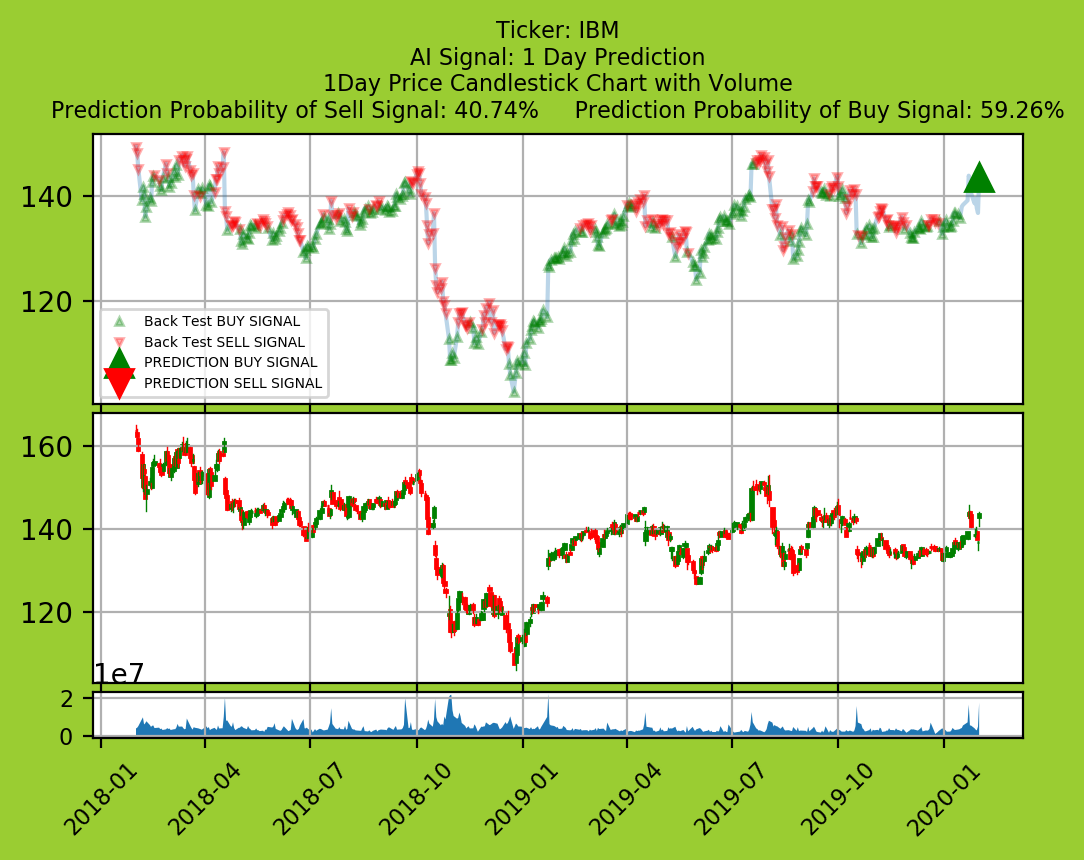 Ticker: IBM
AI Signal: 1 Day Prediction
1Day Price Candlestick Chart with Volume
Prediction Probability of Sell Signal: 40.74%     Prediction Probability of Buy Signal: 59.26%
140
120
Back Test BUY SIGNAL
Back Test SELL SIGNAL
PREDICTION BUY SIGNAL
PREDICTION SELL SIGNAL
160
140
120
1e7
2
0
2018-01
2018-04
2018-07
2018-10
2019-01
2019-04
2019-07
2019-10
2020-01